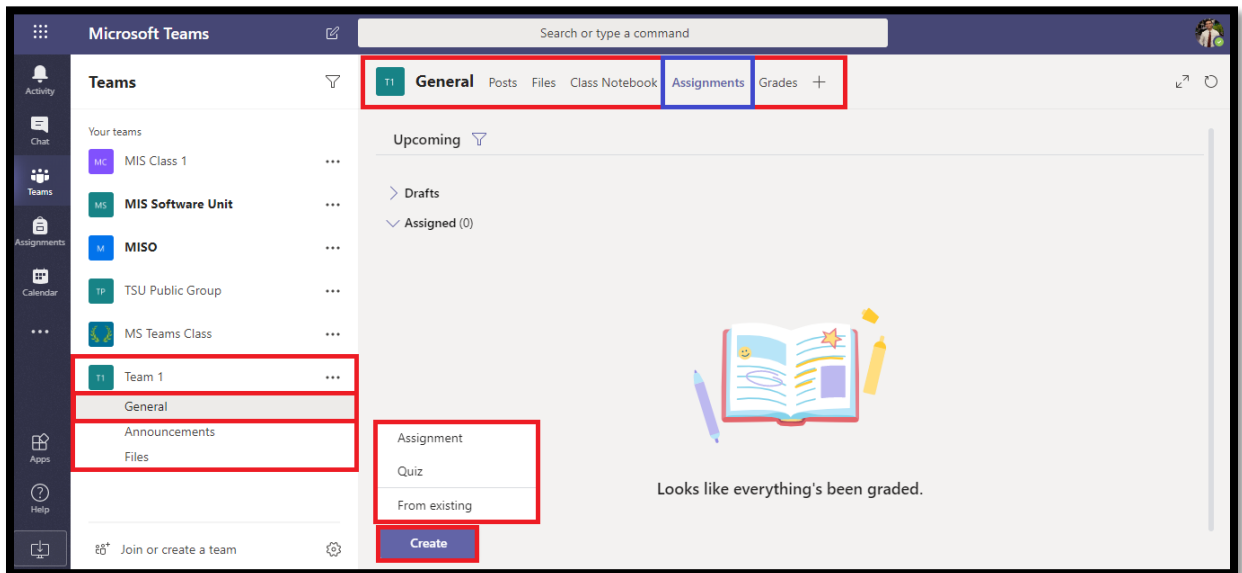 Microsoft Teams
Search or type a command
Activity
Chat
Teams
Assignments
Calendar
Apps
Help
Teams
Your teams
MC MIS Class 1
MS MIS Software Unit
M MISO
TP TSU Public Group
MS Teams Class
T1 Team 1
General
Announcements
Files
Join or create a team
T1 General Posts Files Class Notebook Assignments Grades +
Upcoming
Drafts
Assigned (0)
Looks like everything's been graded.
Assignment
Quiz
From existing
Create